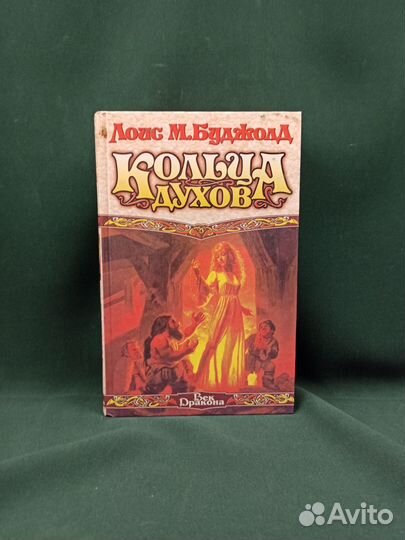 Лоис М.Буджолд
Кольца
Духов
Век
Дракона
Avito